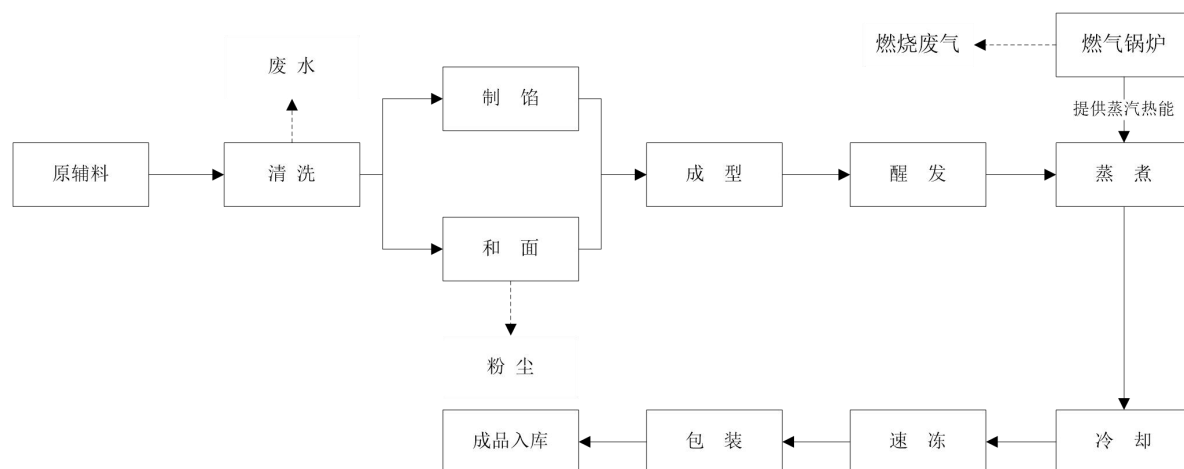 燃烧废气
燃气锅炉
废 水
制 馅
提供蒸汽热能
原辅料
清 洗
成 型
醒 发
蒸 煮
和 面
粉 尘
成品入库
包 装
速 冻
冷 却